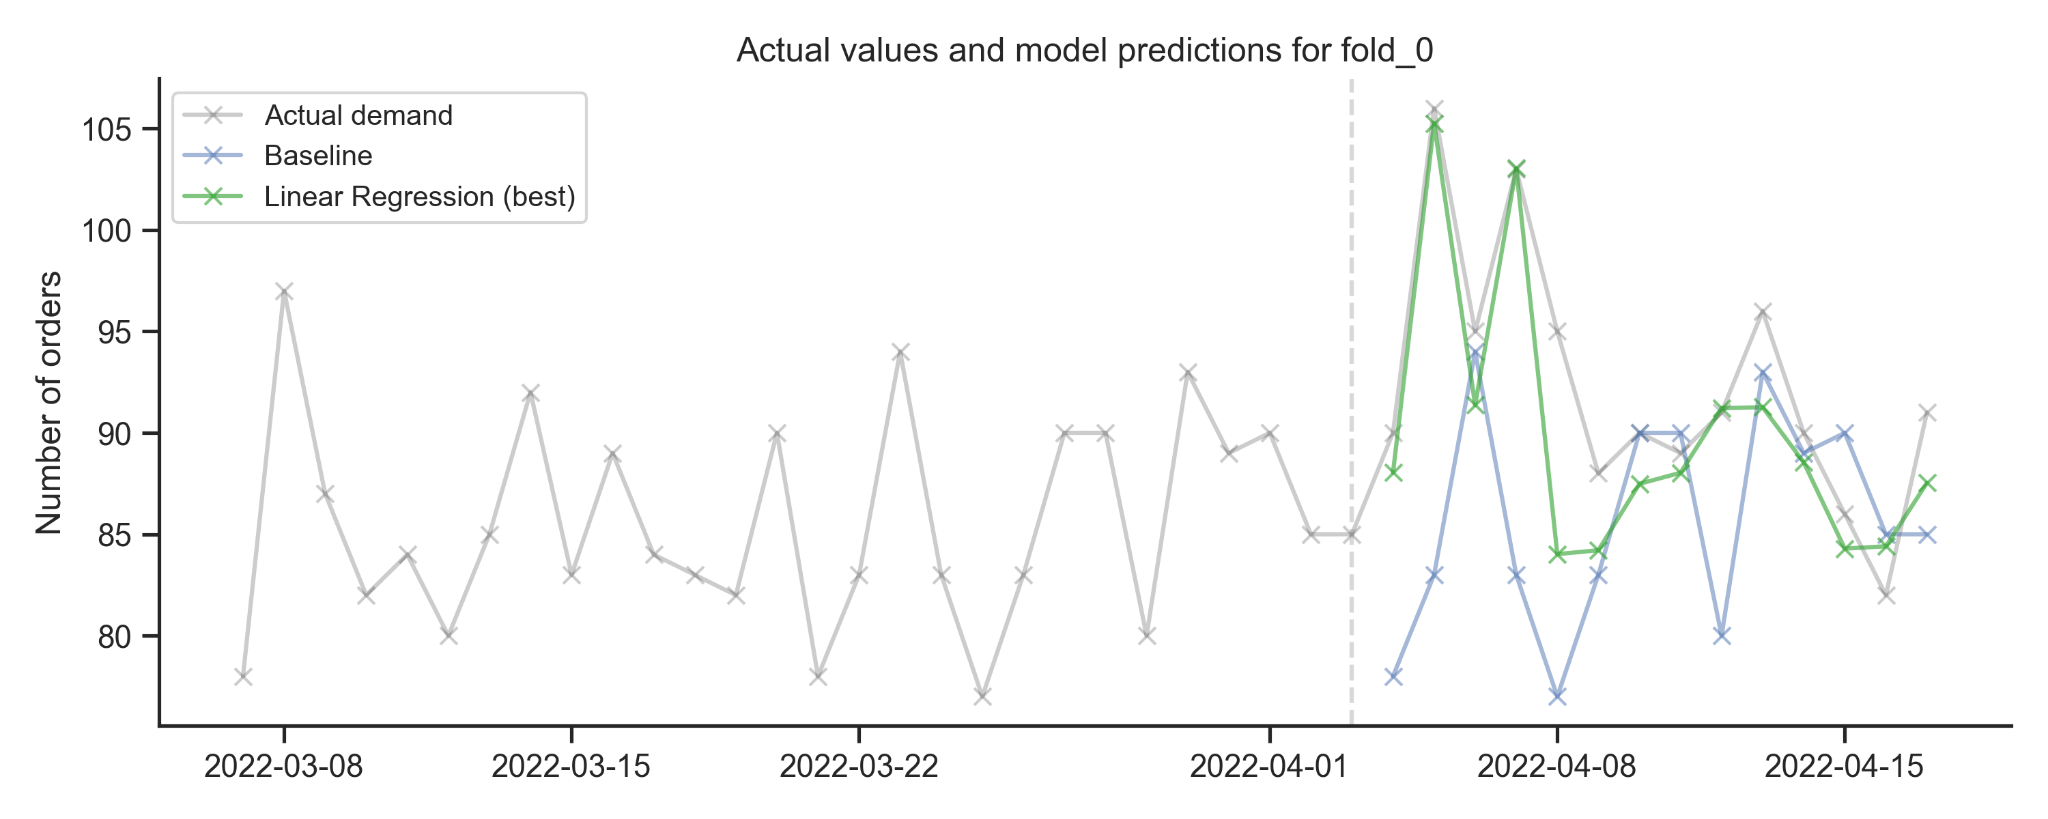 Actual values and model predictions for fold_0
Actual demand
Baseline
Linear Regression (best)
Number of orders
105
100
95
90
85
80
2022-03-08
2022-03-15
2022-03-22
2022-04-01
2022-04-08
2022-04-15